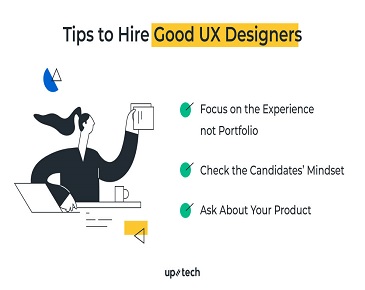 Tips to Hire Good UX Designers
Focus on the Experience
not Portfolio
Check the Candidates' Mindset
Ask About Your Product
up tech